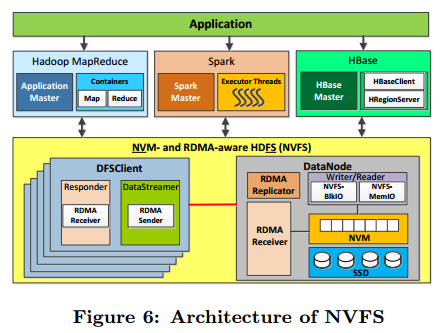 Application
Hadoop MapReduce
Application
Master
Containers
Map
Reduce
Spark
Spark
Master
Executor Threads
HBase
HBase
Master
HBaseClient
HRegionServer
NVM- and RDMA-aware HDFS (NVFS)
DFSClient
Responder
RDMA
Receiver
DataStreamer
RDMA
Sender
DataNode
RDMA
Replicator
RDMA
Receiver
Writer/Reader
NVFS-
BlkIO
NVFS-
MemIO
NVM
SSD
Figure 6: Architecture of NVFS